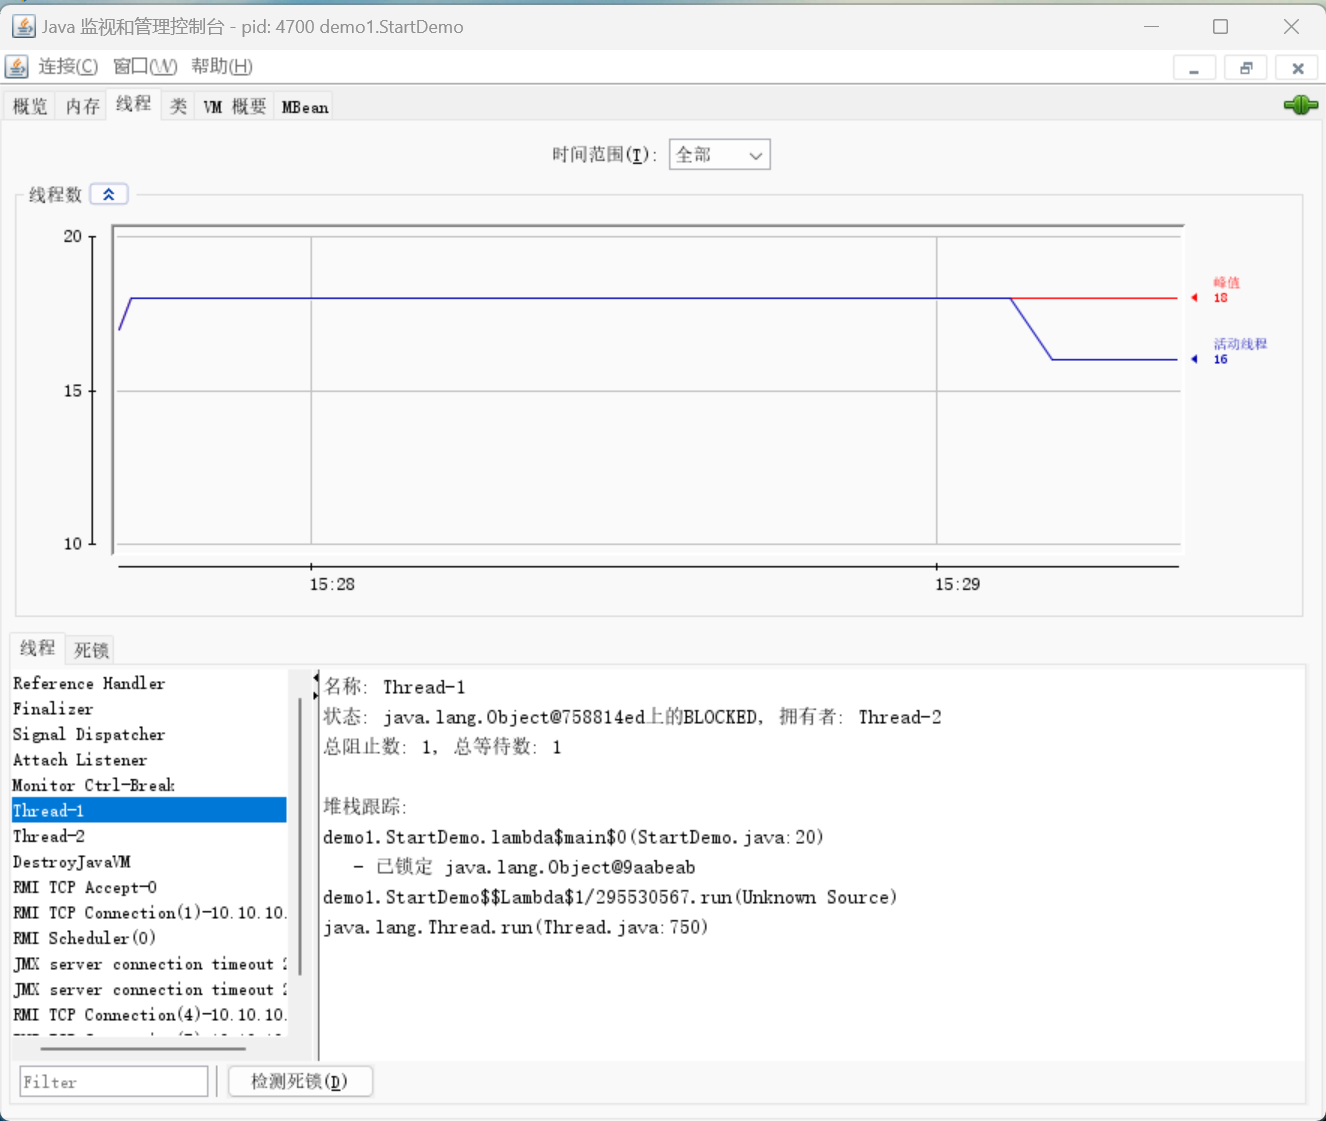 Java 监视和管理控制台 - pid: 4700 demo1.StartDemo
连接(C) 窗口(W) 帮助(H)
概览 内存 线程 类 VM 概要 MBean
时间范围(T): 全部
线程数
20
15
10
峰值
18
活动线程
16
15:28
15:29
线程 死锁
Reference Handler
Finalizer
Signal Dispatcher
Attach Listener
Monitor Ctrl-Break
Thread-1
Thread-2
DestroyJavaVM
RMI TCP Accept-0
RMI TCP Connection(1)-10.10.10.
RMI Scheduler(0)
JMX server connection timeout
JMX server connection timeout
RMI TCP Connection(4)-10.10.10.
名称: Thread-1
状态: java.lang.Object@758814ed上的BLOCKED, 拥有者: Thread-2
总阻止数: 1, 总等待数: 1
堆栈跟踪:
demo1.StartDemo.lambda$main$0(StartDemo.java:20)
- 已锁定 java.lang.Object@9aabeab
demo1.StartDemo$$Lambda$1/295530567.run(Unknown Source)
java.lang.Thread.run(Thread.java:750)
Filter
检测死锁(D)